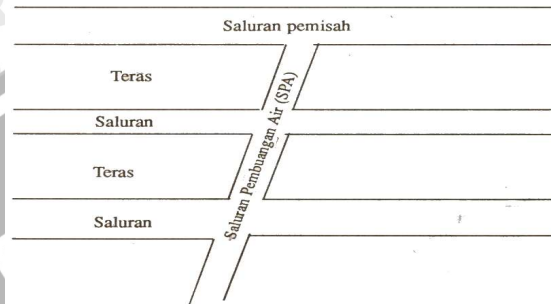 Saluran pemisah
Teras
Saluran Pembuangan Air (SPA)
Saluran
Teras
Saluran